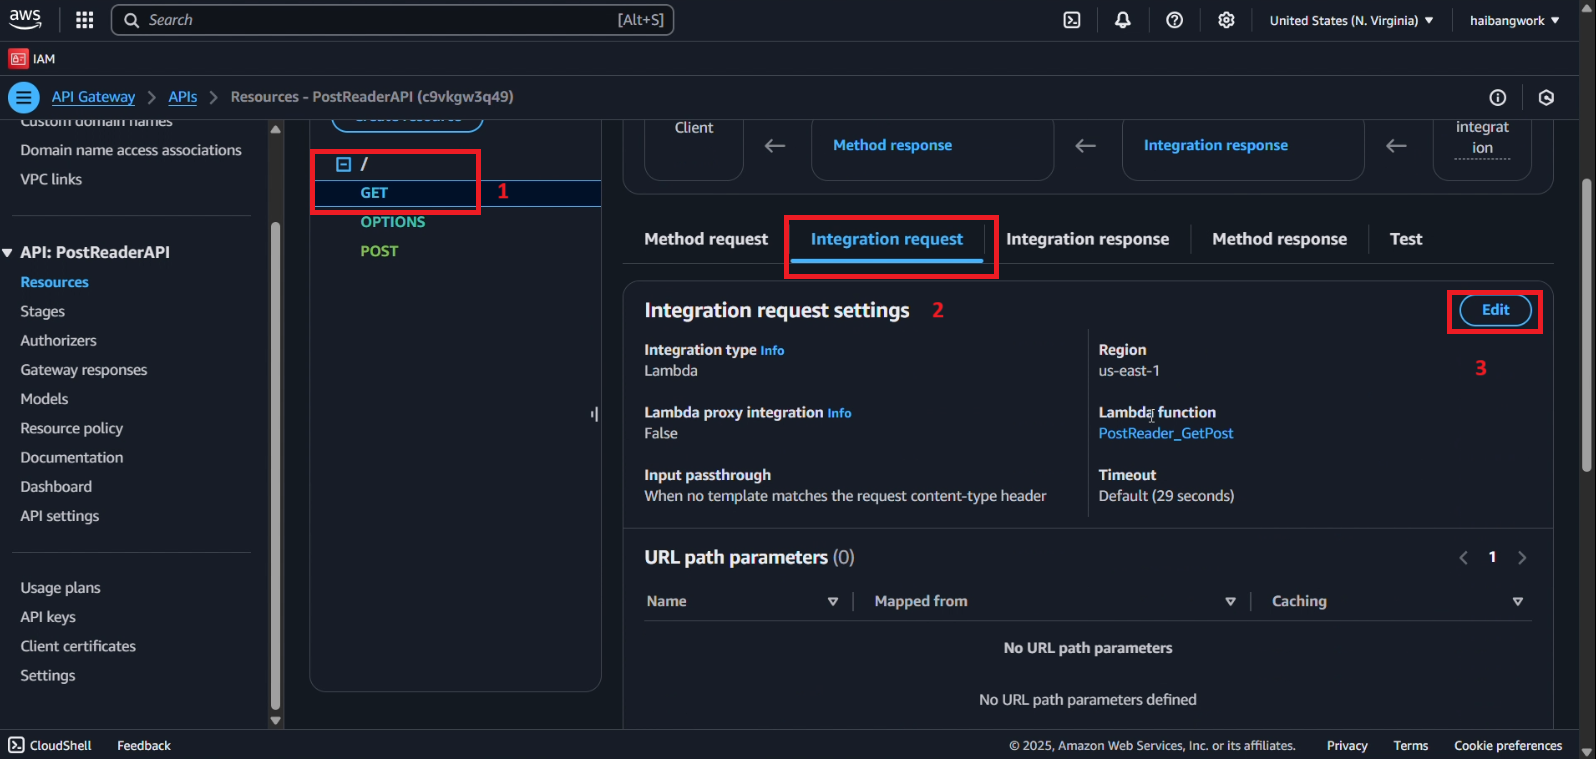 aws
Search
[Alt+S]
United States (N. Virginia)
haibangwork
IAM
API Gateway
APIs
Resources - PostReaderAPI (c9vkgw3q49)
Custom domain names
Domain name access associations
VPC links
API: PostReaderAPI
Resources
Stages
Authorizers
Gateway responses
Models
Resource policy
Documentation
Dashboard
API settings
Usage plans
API keys
Client certificates
Settings
Create resource
/
GET
1
OPTIONS
POST
Client
Method response
Integration response
integrat
ion
Method request
Integration request
Integration response
Method response
Test
Integration request settings
2
Edit
3
Integration type Info
Lambda
Region
us-east-1
Lambda proxy integration Info
False
Lambda function
PostReader_GetPost
Input passthrough
When no template matches the request content-type header
Timeout
Default (29 seconds)
URL path parameters (0)
1
Name
Mapped from
Caching
No URL path parameters
No URL path parameters defined
CloudShell
Feedback
© 2025, Amazon Web Services, Inc. or its affiliates.
Privacy
Terms
Cookie preferences